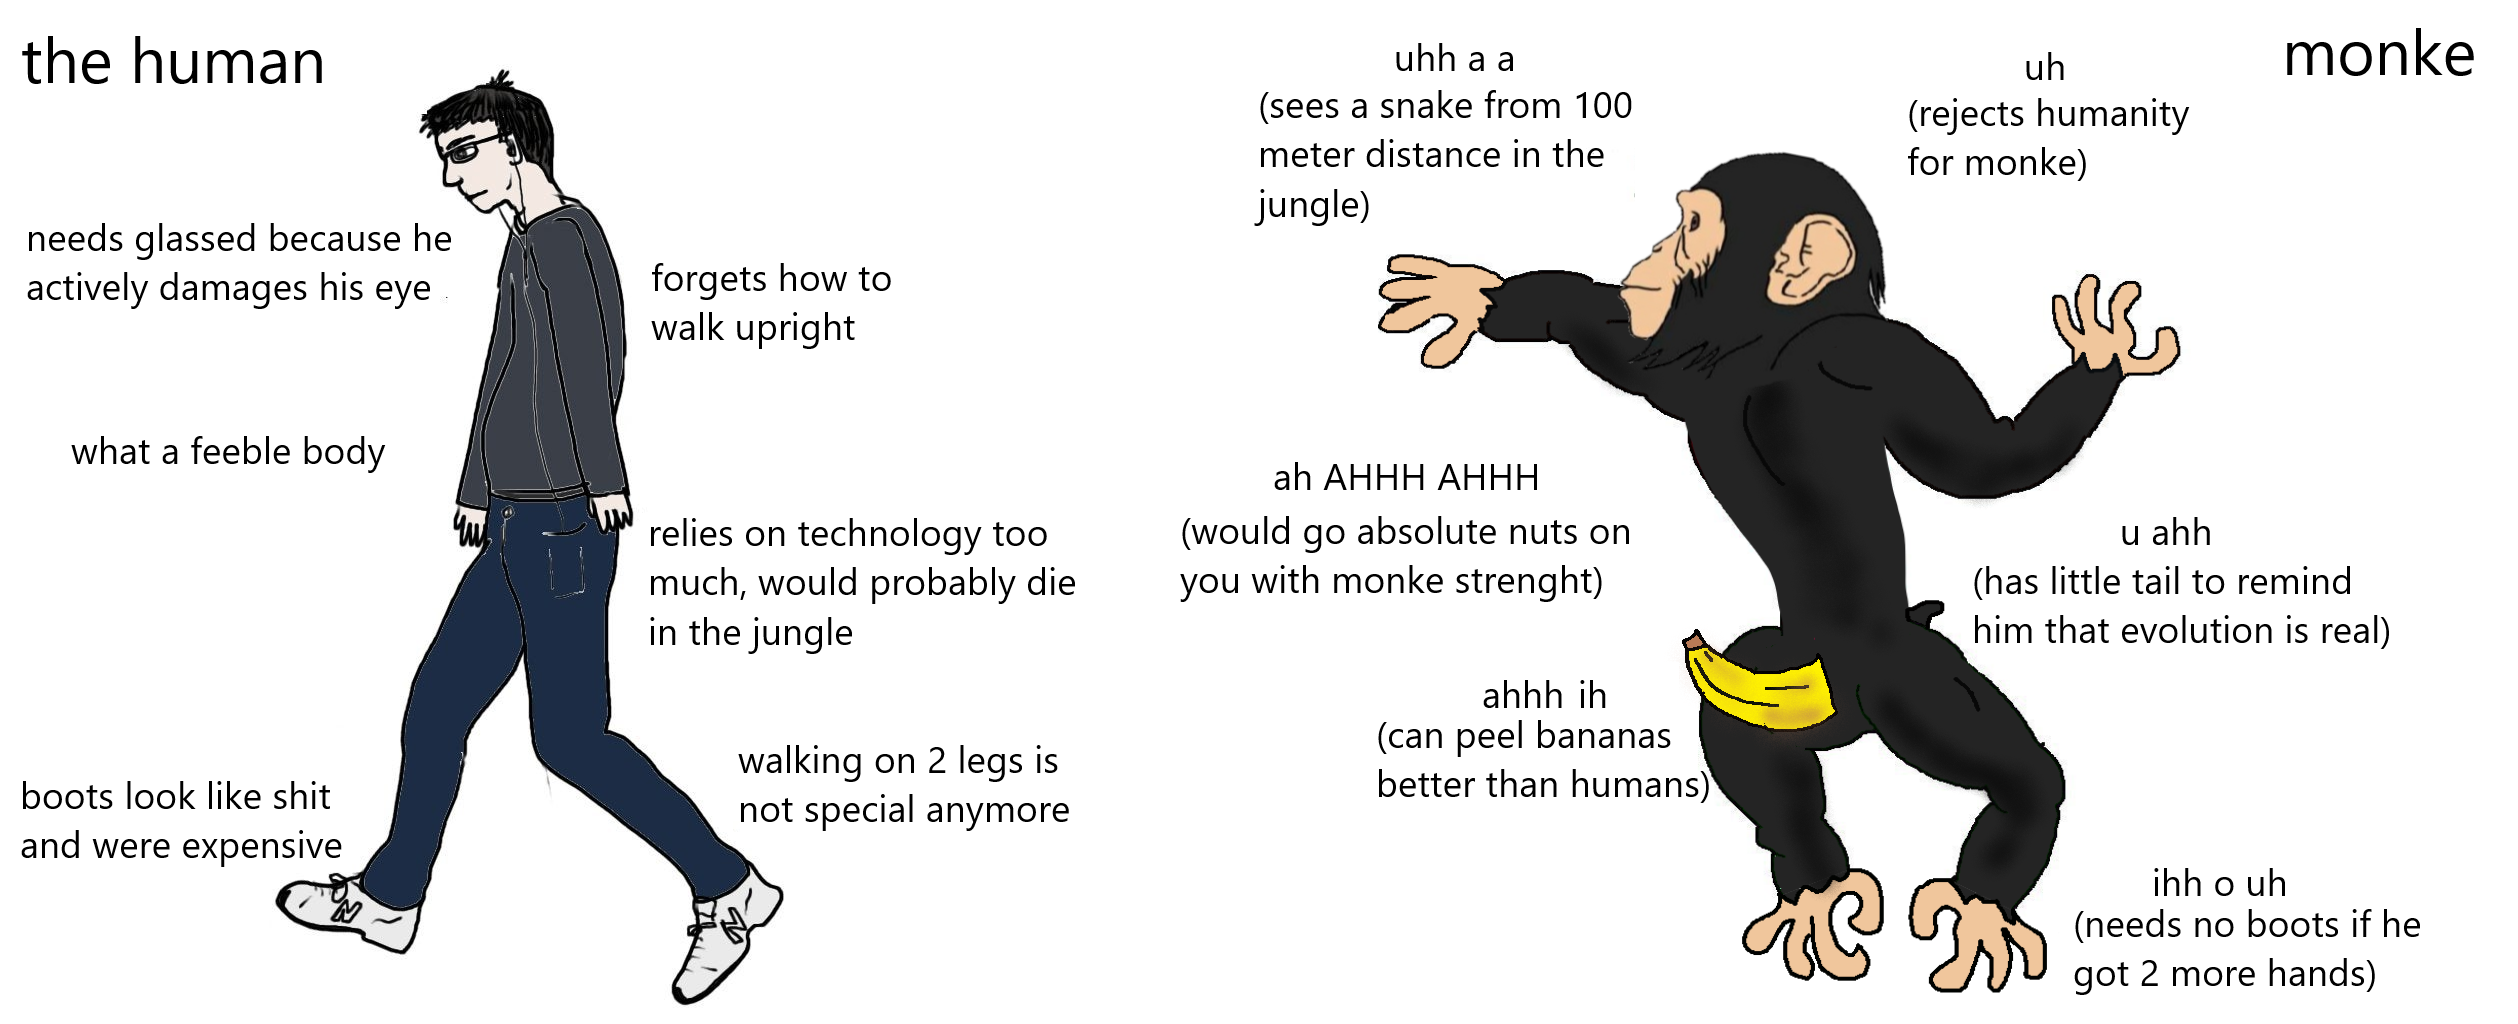 the human
needs glassed because he
actively damages his eye
forgets how to
walk upright
what a feeble body
relies on technology too
much, would probably die
in the jungle
walking on 2 legs is
not special anymore
boots look like shit
and were expensive
N
N
monke
uhh a a
(sees a snake from 100
meter distance in the
jungle)
uh
(rejects humanity
for monke)
ah AHHH AHHH
(would go absolute nuts on
you with monke strenght)
u ahh
(has little tail to remind
him that evolution is real)
ahhh ih
(can peel bananas
better than humans)
ihh o uh
(needs no boots if he
got 2 more hands)